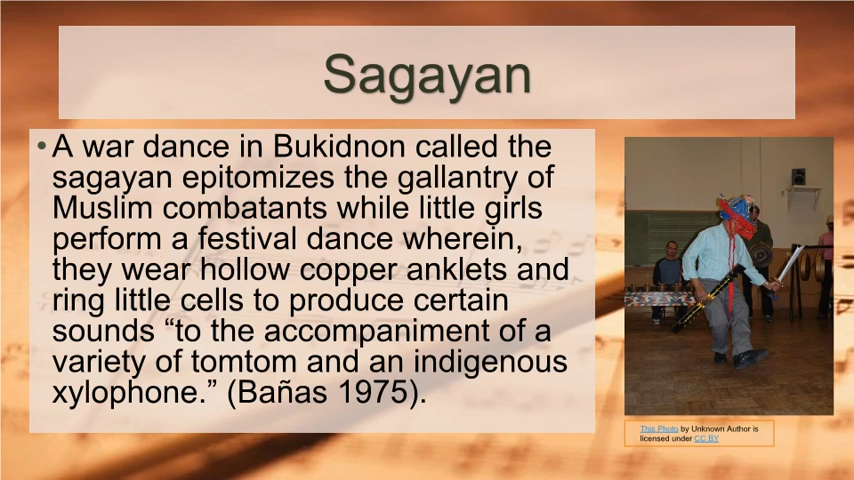 Sagayan
•A war dance in Bukidnon called the
sagayan epitomizes the gallantry of
Muslim combatants while little girls
perform a festival dance wherein,
they wear hollow copper anklets and
ring little cells to produce certain
sounds “to the accompaniment of a
variety of tomtom and an indigenous
xylophone.” (Bañas 1975).
This Photo by Unknown Author is
licensed under CC BY